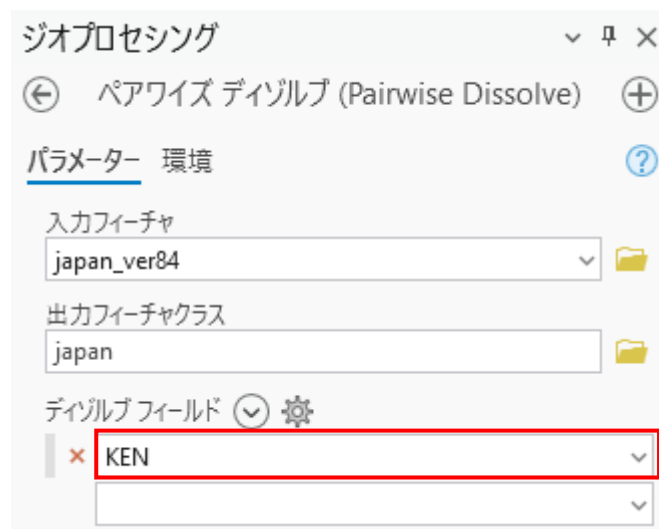 ジオプロセシング
ペアワイズ ディゾルブ (Pairwise Dissolve)
パラメーター 環境
入力フィーチャ
japan_ver84
出力フィーチャクラス
japan
ディゾルブ フィールド
KEN